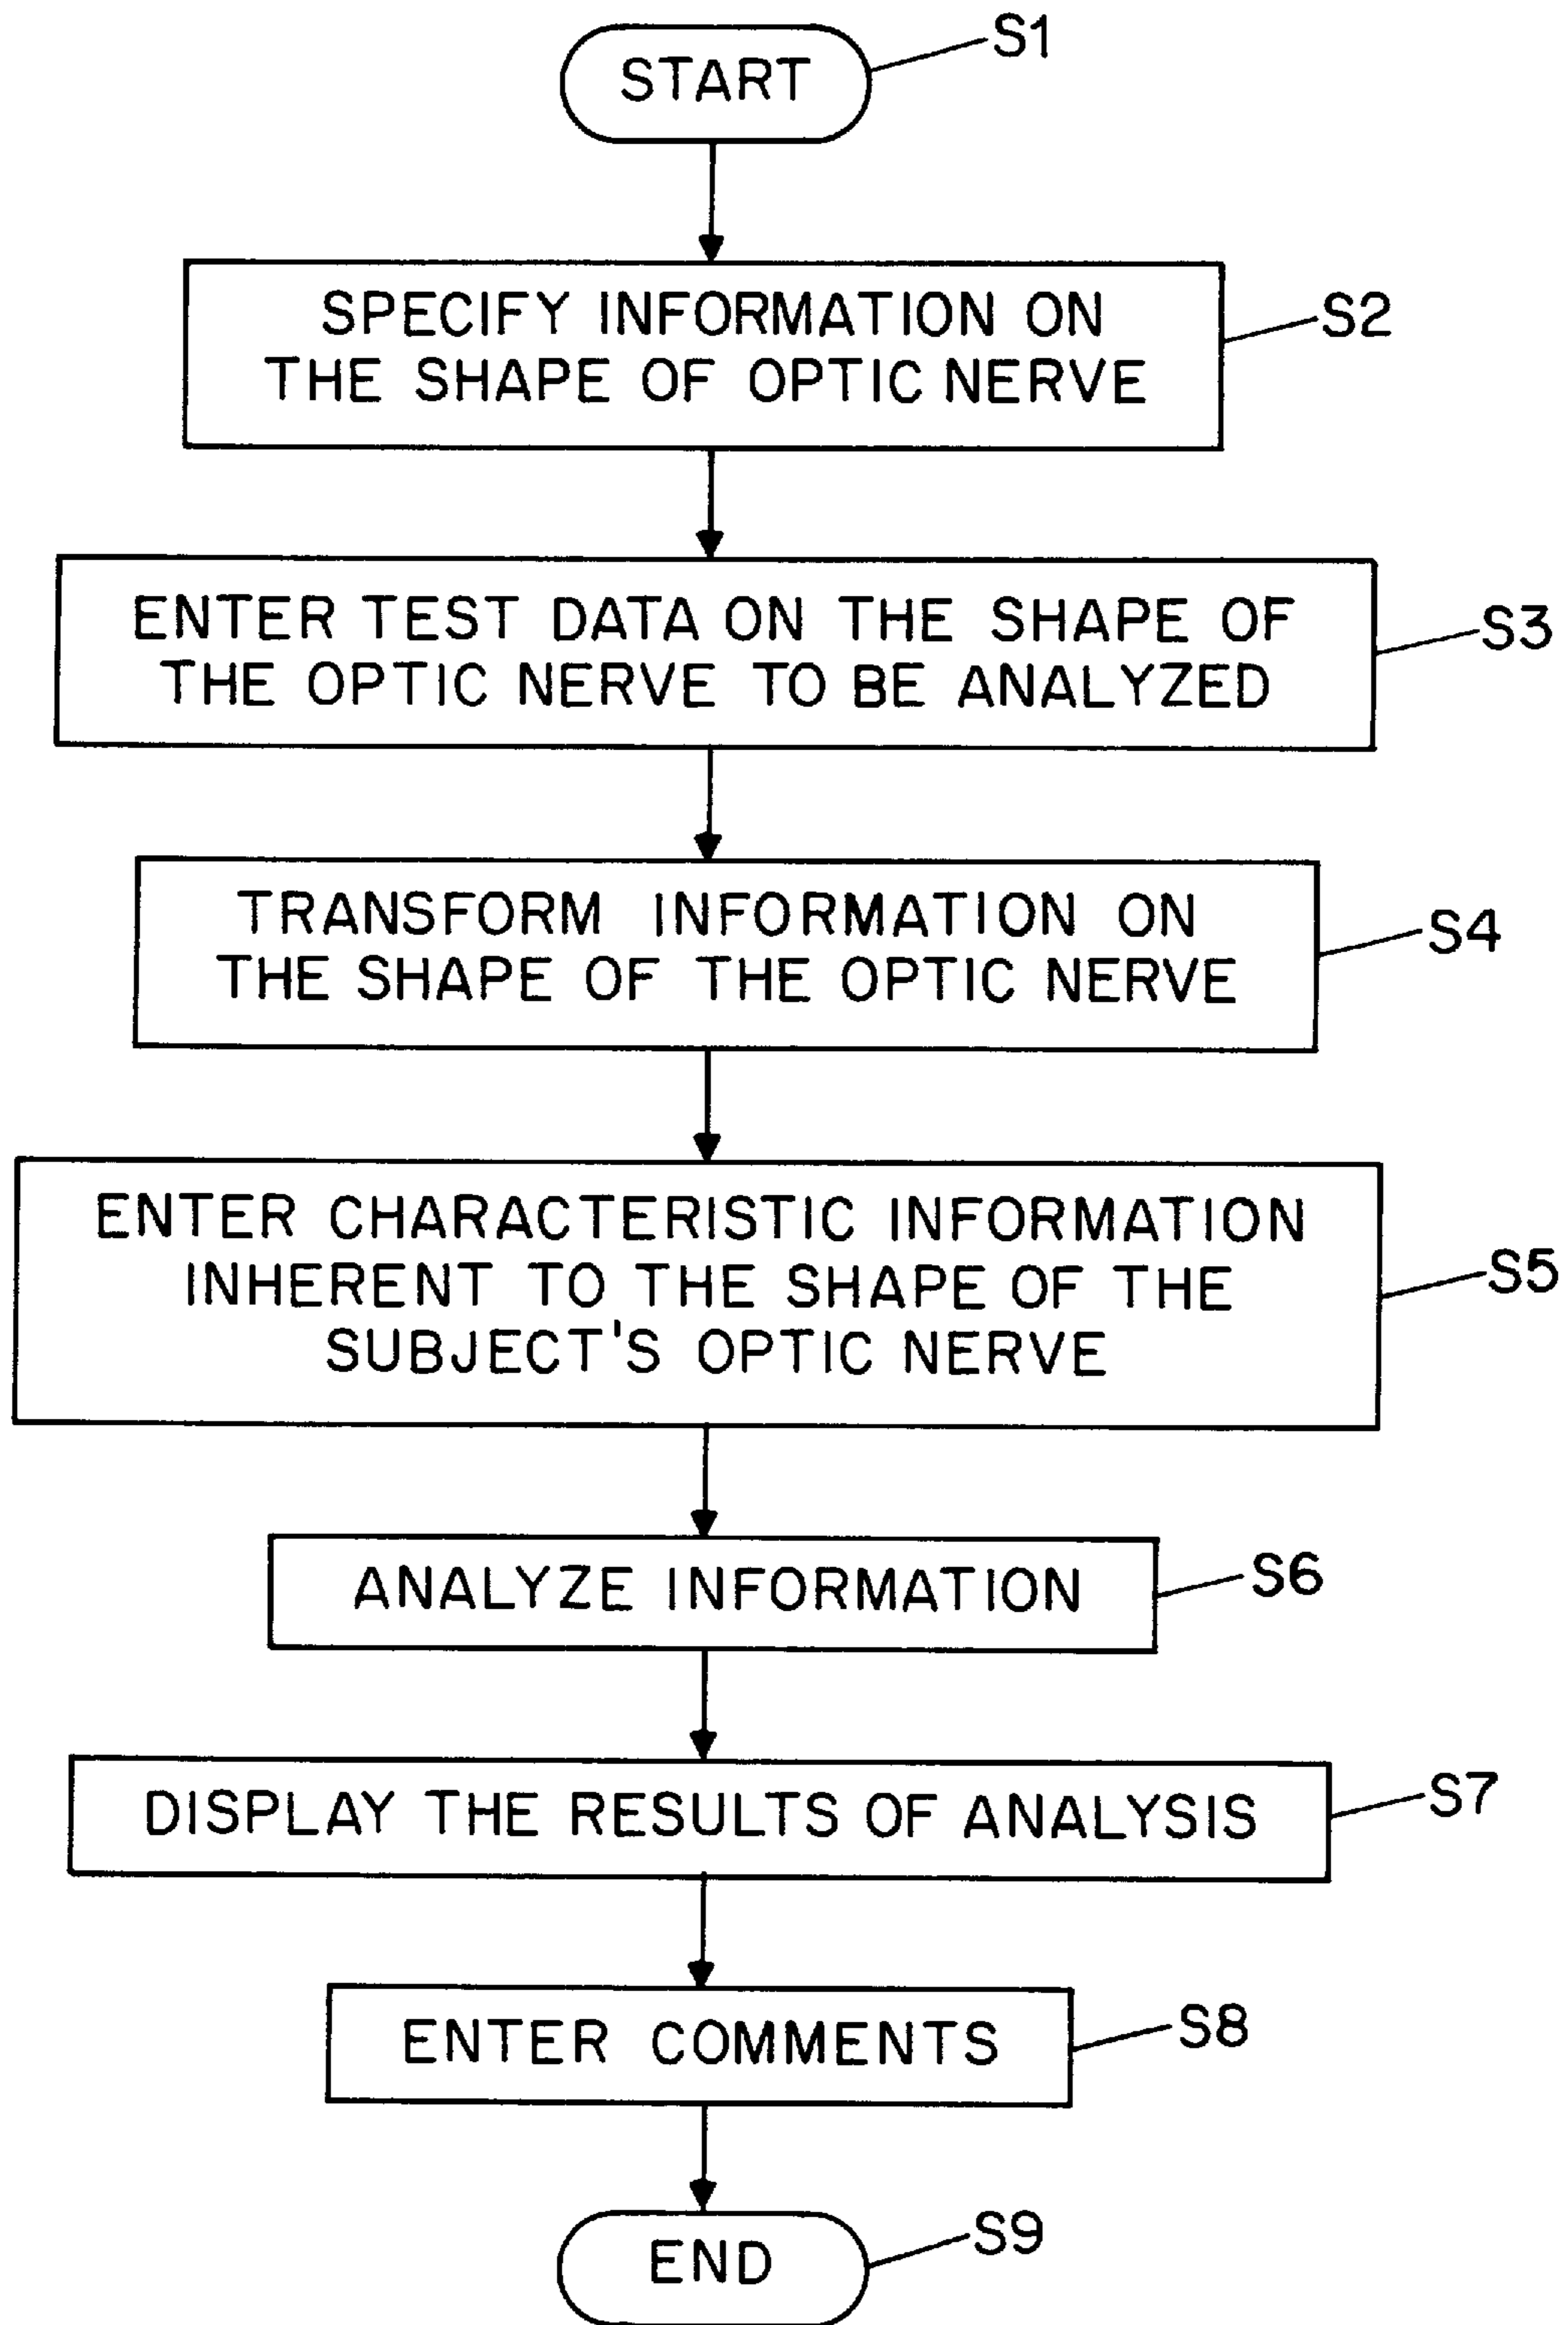 START
S1
SPECIFY INFORMATION ON
THE SHAPE OF OPTIC NERVE
S2
ENTER TEST DATA ON THE SHAPE OF
THE OPTIC NERVE TO BE ANALYZED
S3
TRANSFORM INFORMATION ON
THE SHAPE OF THE OPTIC NERVE
S4
ENTER CHARACTERISTIC INFORMATION
INHERENT TO THE SHAPE OF THE
SUBJECT'S OPTIC NERVE
S5
ANALYZE INFORMATION
S6
DISPLAY THE RESULTS OF ANALYSIS
S7
ENTER COMMENTS
S8
END
S9